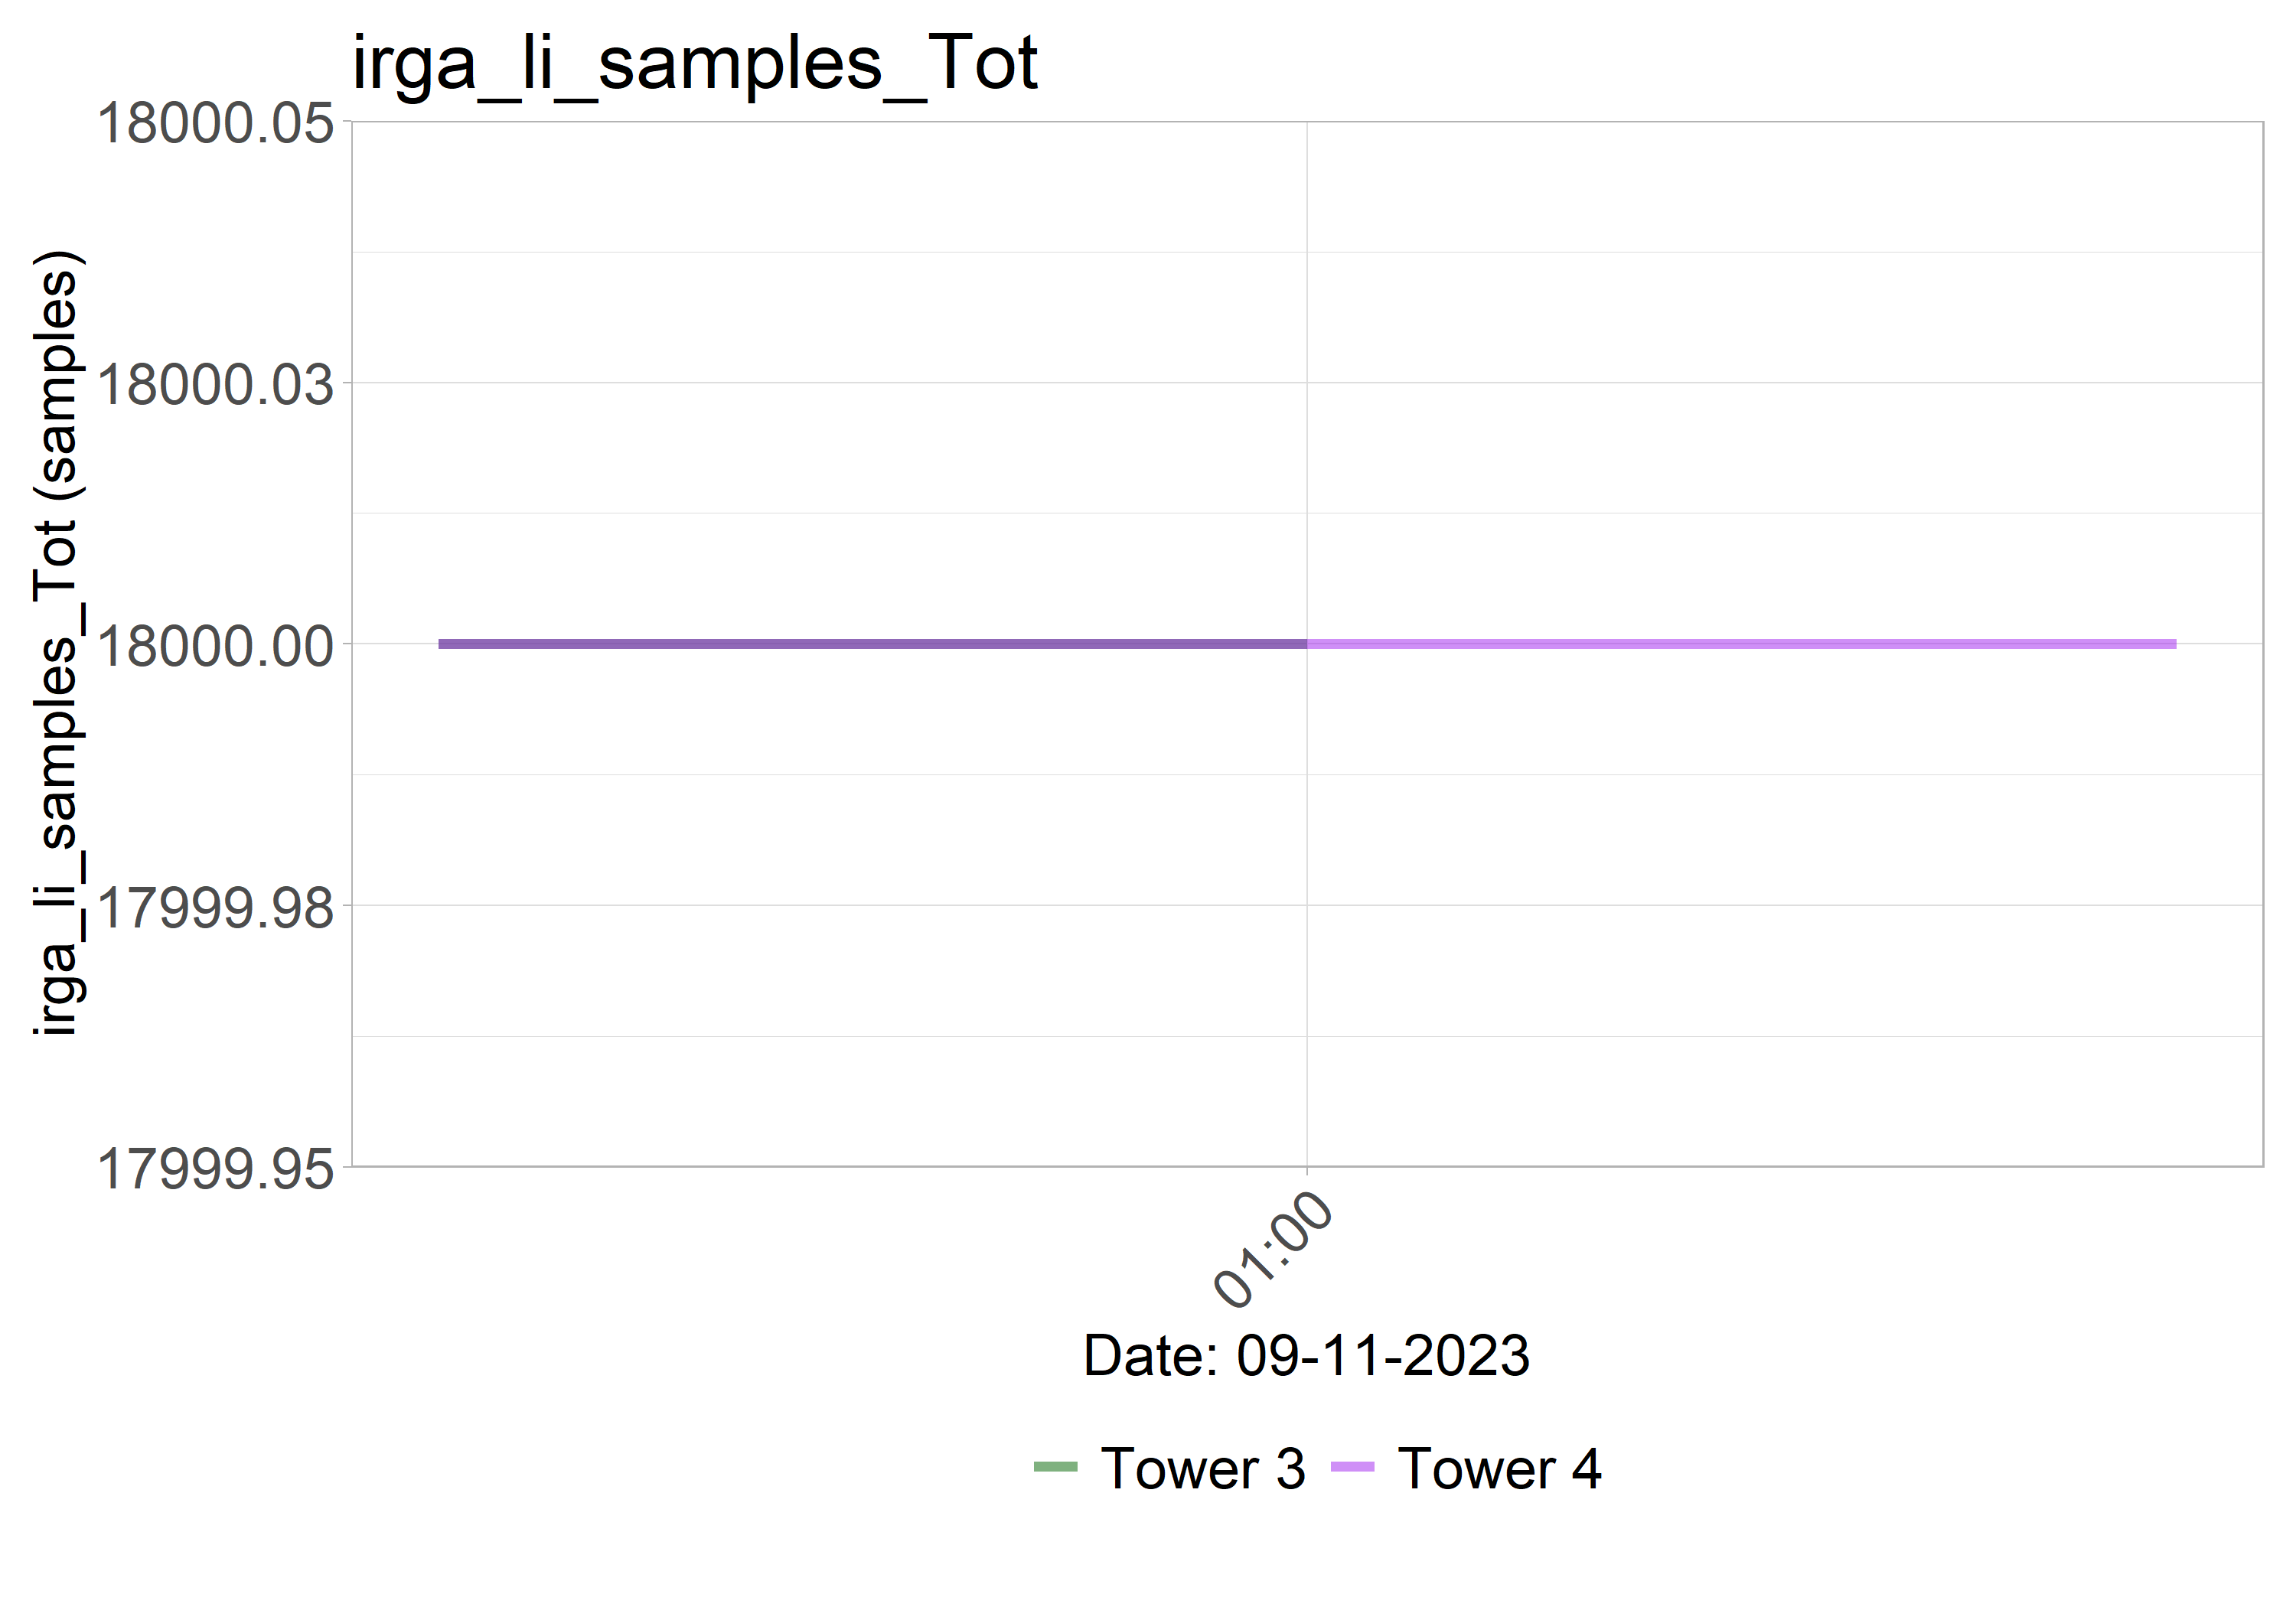 irga_li_samples_Tot
irga_li_samples_Tot (samples)
18000.05
18000.03
18000.00
17999.98
17999.95
01:00
Date: 09-11-2023
Tower 3 Tower 4